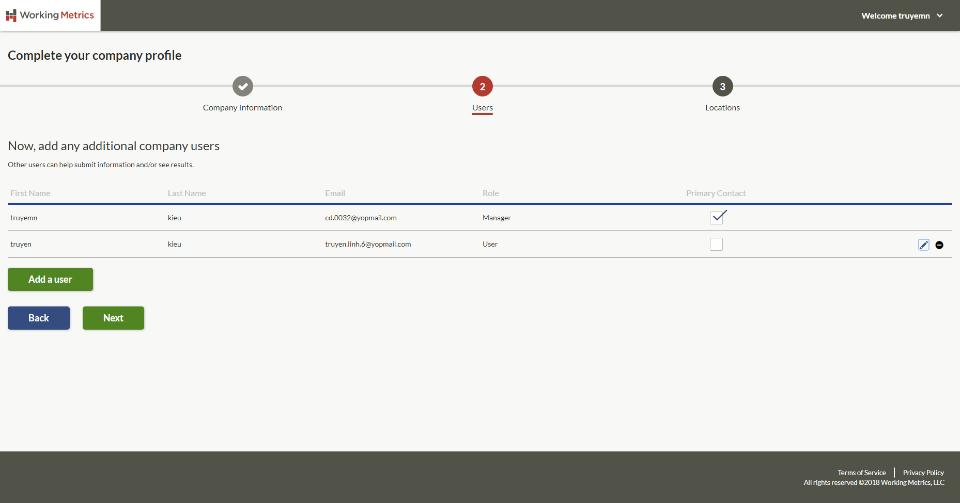 Working Metrics
Welcome truyemn
Complete your company profile
2
3
Company Information
Users
Locations
Now, add any additional company users
Other users can help submit information and/or see results.
First Name Last Name Email Role Primary Contact
truyemn kieu cd.0032@yopmail.com Manager
truyen kieu truyen.linh.6@yopmail.com User
Add a user
Back Next
Terms of Service Privacy Policy
All rights reserved ©2018 Working Metrics, LLC